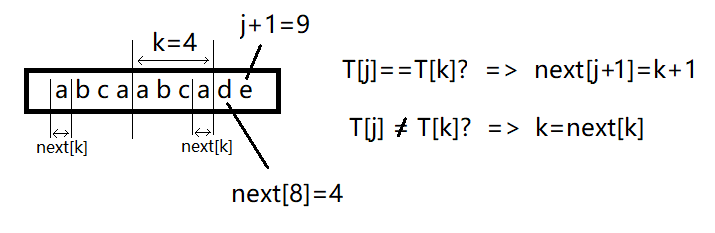 j+1=9
k=4
T[j]==T[k]? => next[j+1]=k+1
a b c a a b c a d e
T[j] ≠ T[k]? => k=next[k]
next[k] next[k]
next[8]=4